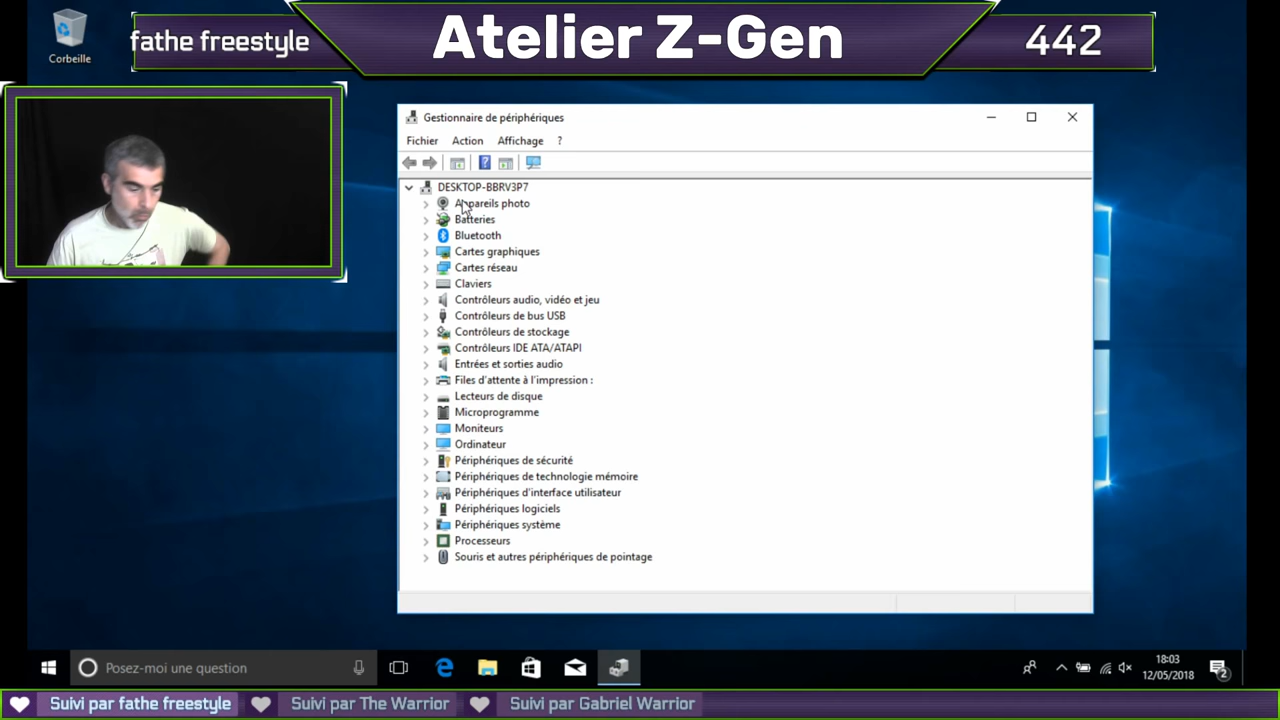 Corbeille
fathe freestyle
Atelier Z-Gen
442
Gestionnaire de périphériques
Fichier Action Affichage ?
DESKTOP-BBRV3P7
Appareils photo
Batteries
Bluetooth
Cartes graphiques
Cartes réseau
Claviers
Contrôleurs audio, vidéo et jeu
Contrôleurs de bus USB
Contrôleurs de stockage
Contrôleurs IDE ATA/ATAPI
Entrées et sorties audio
Files d'attente à l'impression :
Lecteurs de disque
Microprogramme
Moniteurs
Ordinateur
Périphériques de sécurité
Périphériques de technologie mémoire
Périphériques d'interface utilisateur
Périphériques logiciels
Périphériques système
Processeurs
Souris et autres périphériques de pointage
Posez-moi une question
18:03
12/05/2018
2
Suivi par fathe freestyle
Suivi par The Warrior
Suivi par Gabriel Warrior